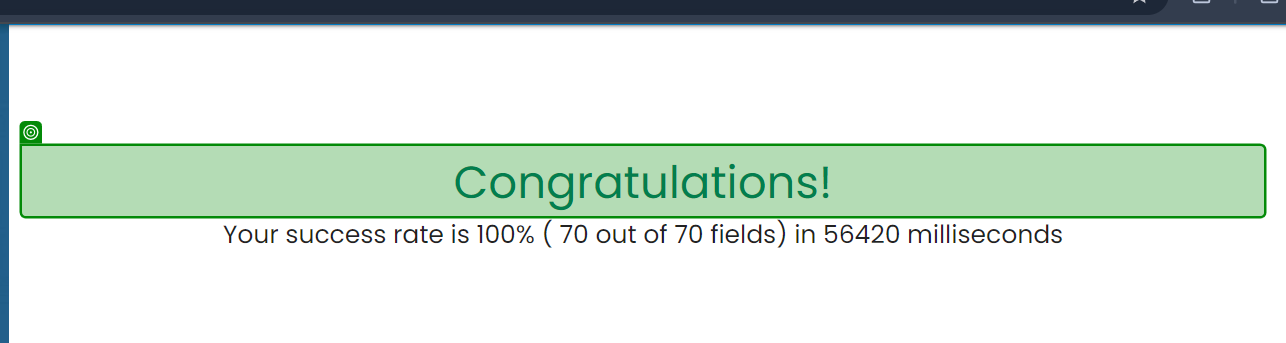 Congratulations!
Your success rate is 100% ( 70 out of 70 fields) in 56420 milliseconds